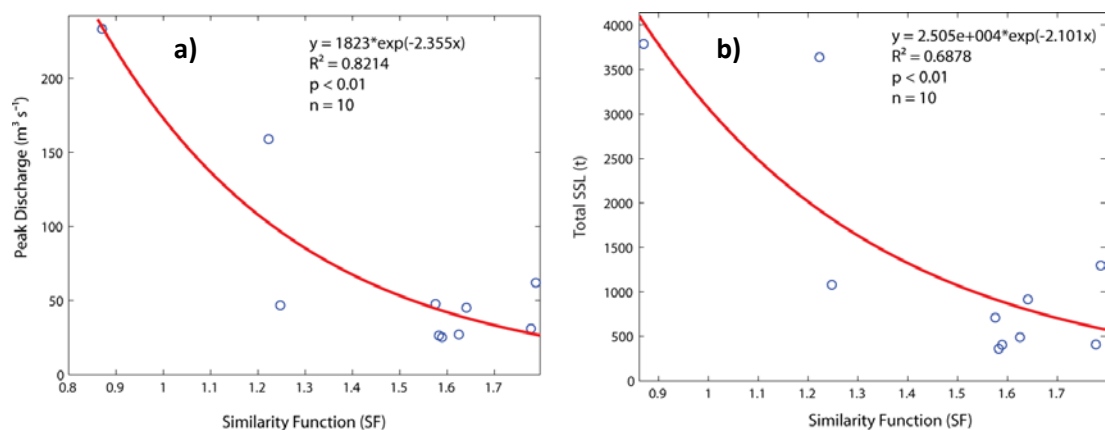 a)
y = 1823*exp(-2.355x)
R² = 0.8214
p < 0.01
n = 10
Peak Discharge (m³ s⁻¹)
200
150
100
50
0
0.8 0.9 1 1.1 1.2 1.3 1.4 1.5 1.6 1.7
Similarity Function (SF)
b)
y = 2.505e+004*exp(-2.101x)
R² = 0.6878
p < 0.01
n = 10
Total SSL (t)
4000
3500
3000
2500
2000
1500
1000
500
0
0.9 1 1.1 1.2 1.3 1.4 1.5 1.6 1.7
Similarity Function (SF)